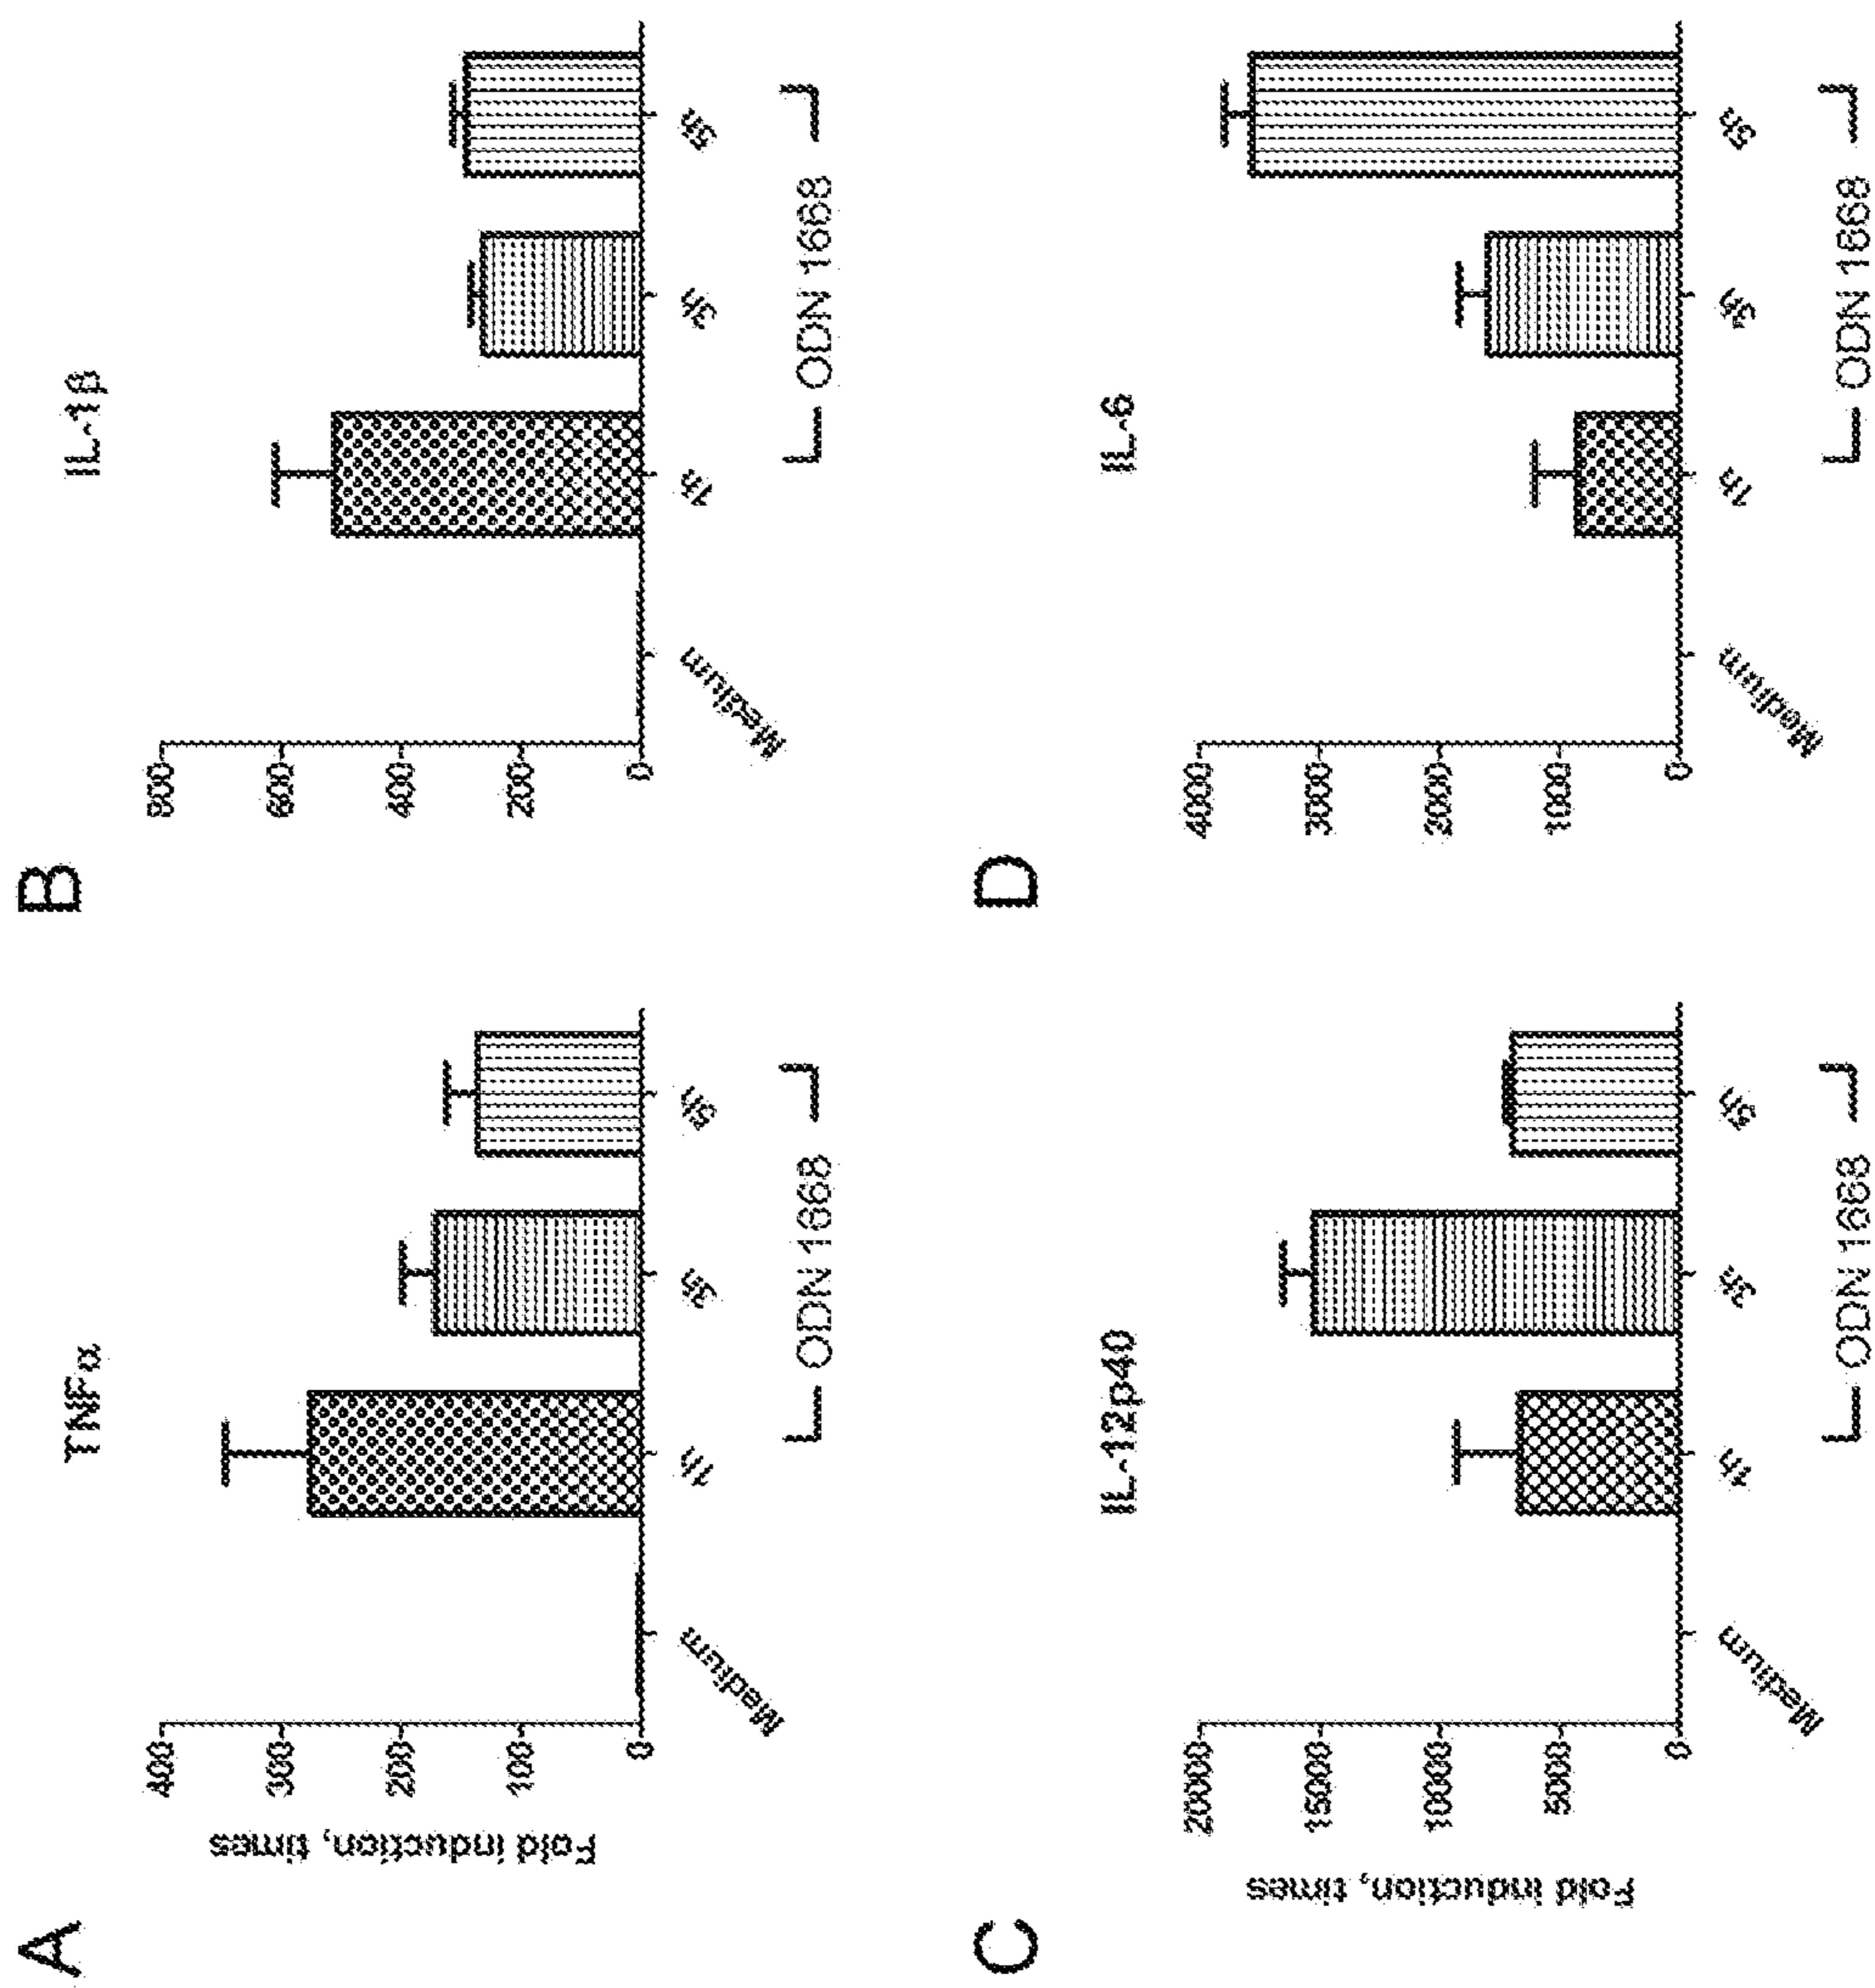 A
TNFα
Fold induction, times
400
300
200
100
0
Medium
1h
3h
5h
ODN 1668
B
IL-1β
800
600
400
200
0
Medium
1h
3h
5h
ODN 1668
C
IL-12p40
Fold induction, times
20000
15000
10000
5000
0
Medium
1h
3h
5h
ODN 1668
D
IL-6
4000
3000
2000
1000
0
Medium
1h
3h
5h
ODN 1668